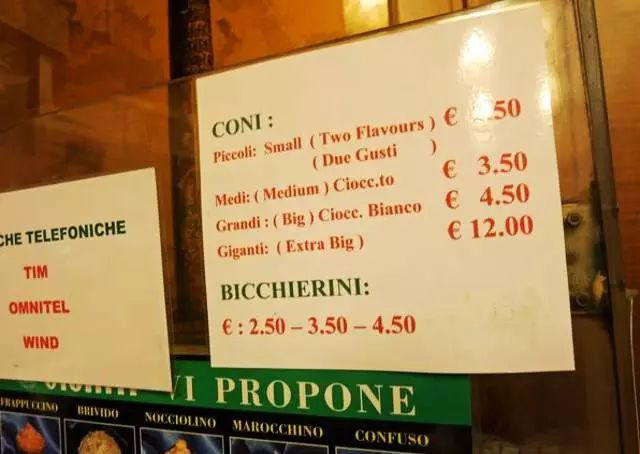 CONI :
Piccoli: Small ( Two Flavours ) €
( Due Gusti )
Medi: ( Medium ) Ciocc.to € 3.50
Grandi : ( Big ) Ciocc. Bianco € 4.50
Giganti: ( Extra Big ) € 12.00
BICCHIERINI:
€ : 2.50 – 3.50 – 4.50
TELEFONICHE
TIM
OMNITEL
WIND
VI PROPONE
FRAPPUCCINO
BRIVIDO
NOCCIOLINO
MAROCCHINO
CONFUSO